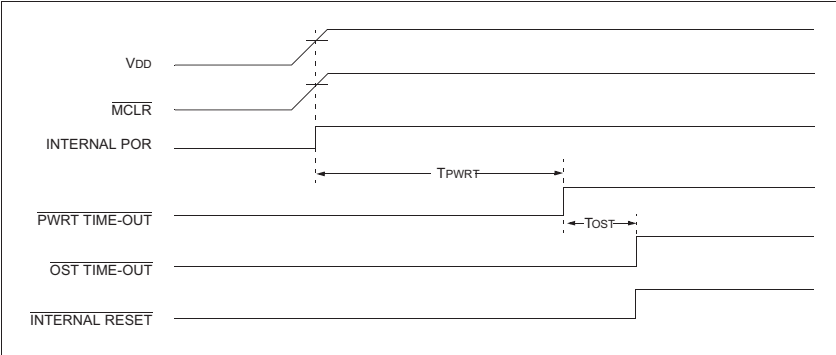 VDD
MCLR
INTERNAL POR
TPWRT
PWRT TIME-OUT
TOST
OST TIME-OUT
INTERNAL RESET